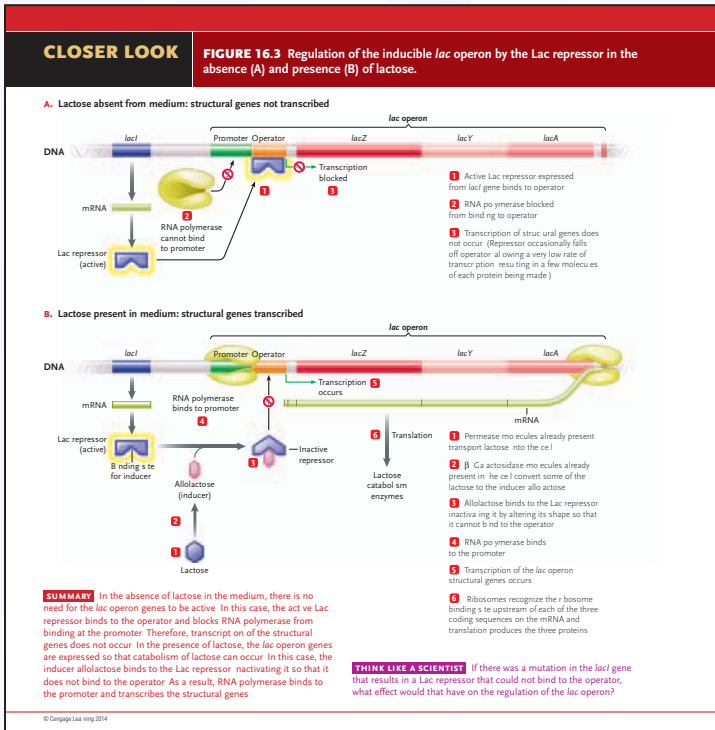 CLOSER LOOK
FIGURE 16.3 Regulation of the inducible lac operon by the Lac repressor in the
absence (A) and presence (B) of lactose.
A. Lactose absent from medium: structural genes not transcribed
lac operon
lacI
Promoter Operator
lacZ
lacY
lacA
DNA
Transcription
blocked
3
1
mRNA
2
RNA polymerase
cannot bind
to promoter
Lac repressor
(active)
1 Active Lac repressor expressed
from lacI gene binds to operator
2 RNA po ymerase blocked
from bind ng to operator
3 Transcription of struc ural genes does
not occur (Repressor occasionally falls
off operator al owing a very low rate of
transcr ption resu ting in a few molecu es
of each protein being made )
B. Lactose present in medium: structural genes transcribed
lac operon
lacI
Promoter Operator
lacZ
lacY
lacA
DNA
Transcription 5
occurs
mRNA
RNA polymerase
binds to promoter
4
mRNA
Lac repressor
(active)
B nding s te
for inducer
3
Inactive
repressor
6 Translation
Lactose
catabol sm
enzymes
Allolactose
(inducer)
2
1
Lactose
1 Permease mo ecules already present
transport lactose nto the ce l
2 β Ga actosidase mo ecules already
present in he ce l convert some of the
lactose to the inducer allo actose
3 Allolactose binds to the Lac repressor
inactiva ing it by altering its shape so that
it cannot b nd to the operator
4 RNA po ymerase binds
to the promoter
5 Transcription of the lac operon
structural genes occurs
6 Ribosomes recognize the r bosome
binding s te upstream of each of the three
coding sequences on the mRNA and
translation produces the three proteins
SUMMARY In the absence of lactose in the medium, there is no
need for the lac operon genes to be active In this case, the act ve Lac
repressor binds to the operator and blocks RNA polymerase from
binding at the promoter Therefore, transcript on of the structural
genes does not occur In the presence of lactose, the lac operon genes
are expressed so that catabolism of lactose can occur In this case, the
inducer allolactose binds to the Lac repressor nactivating it so that it
does not bind to the operator As a result, RNA polymerase binds to
the promoter and transcribes the structural genes
THINK LIKE A SCIENTIST If there was a mutation in the lacI gene
that results in a Lac repressor that could not bind to the operator,
what effect would that have on the regulation of the lac operon?
© Cengage Lea ning 2014